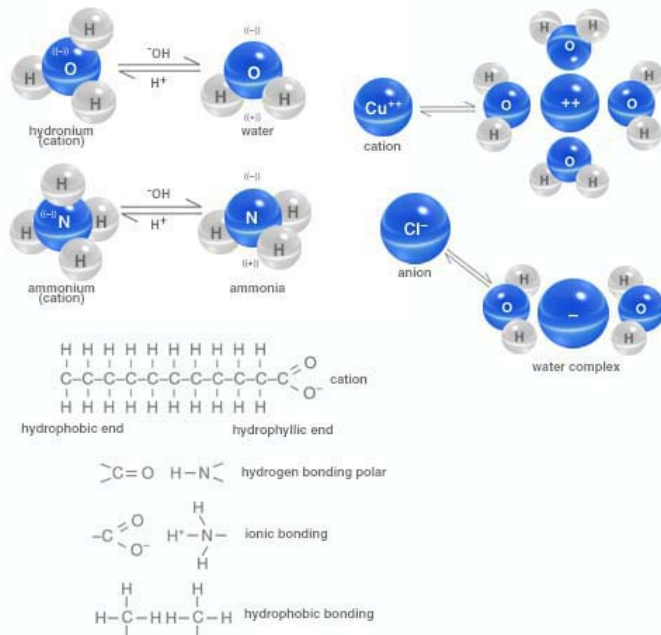 ((–)) H
H O
H
⁻OH
H⁺
((–))
O
H H
((+))
hydronium
(cation)
water
H
((–)) N
H H
H
⁻OH
H⁺
((–))
N
H H
H
((+))
ammonium
(cation)
ammonia
Cu⁺⁺
cation
H H
O
H H
O ++ O
H H
O
H H
Cl⁻
anion
H H
O – O
H H
water complex
H H H H H H H H H
O
C–C–C–C–C–C–C–C–C–C
O⁻
cation
H H H H H H H H H
hydrophobic end
hydrophyllic end
C=O H–N
hydrogen bonding polar
O
–C
O⁻
H
H⁺–N–
H
ionic bonding
H H
H–C–H H–C–H
hydrophobic bonding